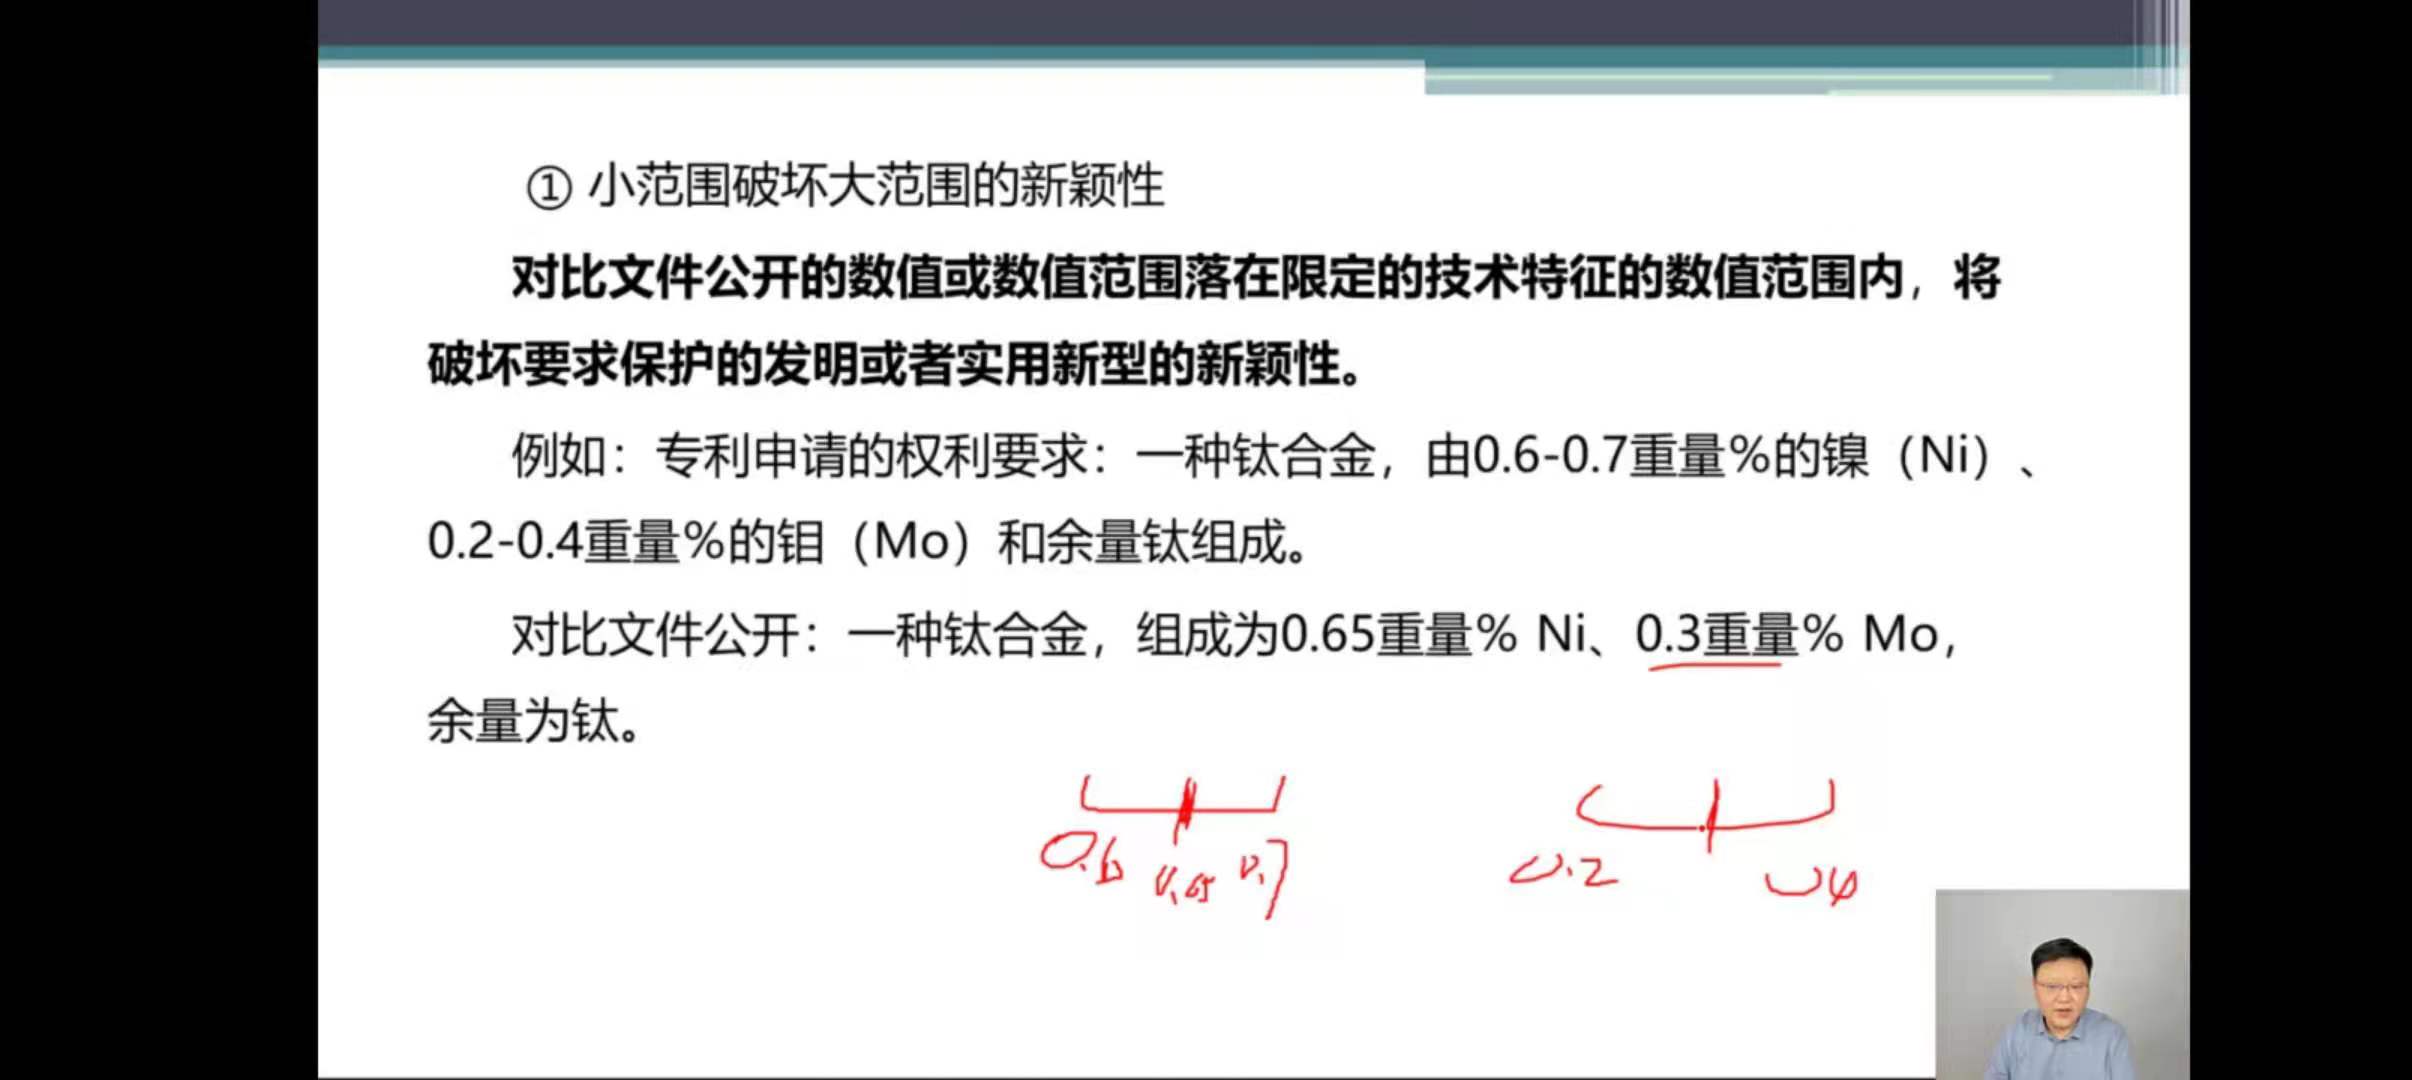 ① 小范围破坏大范围的新颖性
对比文件公开的数值或数值范围落在限定的技术特征的数值范围内，将
破坏要求保护的发明或者实用新型的新颖性。
例如：专利申请的权利要求：一种钛合金，由0.6-0.7重量%的镍（Ni）、
0.2-0.4重量%的钼（Mo）和余量钛组成。
对比文件公开：一种钛合金，组成为0.65重量% Ni、0.3重量% Mo，
余量为钛。
0.6 0.65 0.7 0.2 0.4